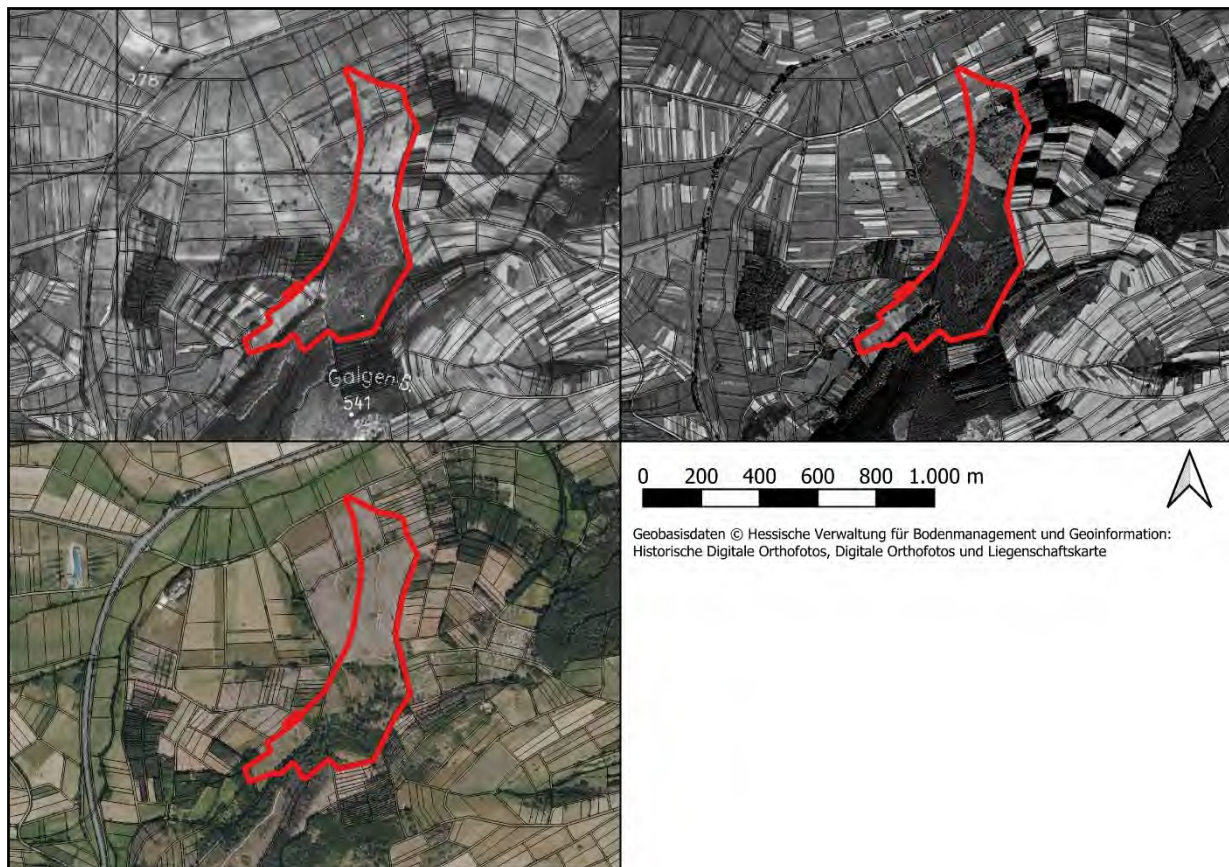 378
Galgen-B.
541
0 200 400 600 800 1.000 m
Geobasisdaten © Hessische Verwaltung für Bodenmanagement und Geoinformation:
Historische Digitale Orthofotos, Digitale Orthofotos und Liegenschaftskarte